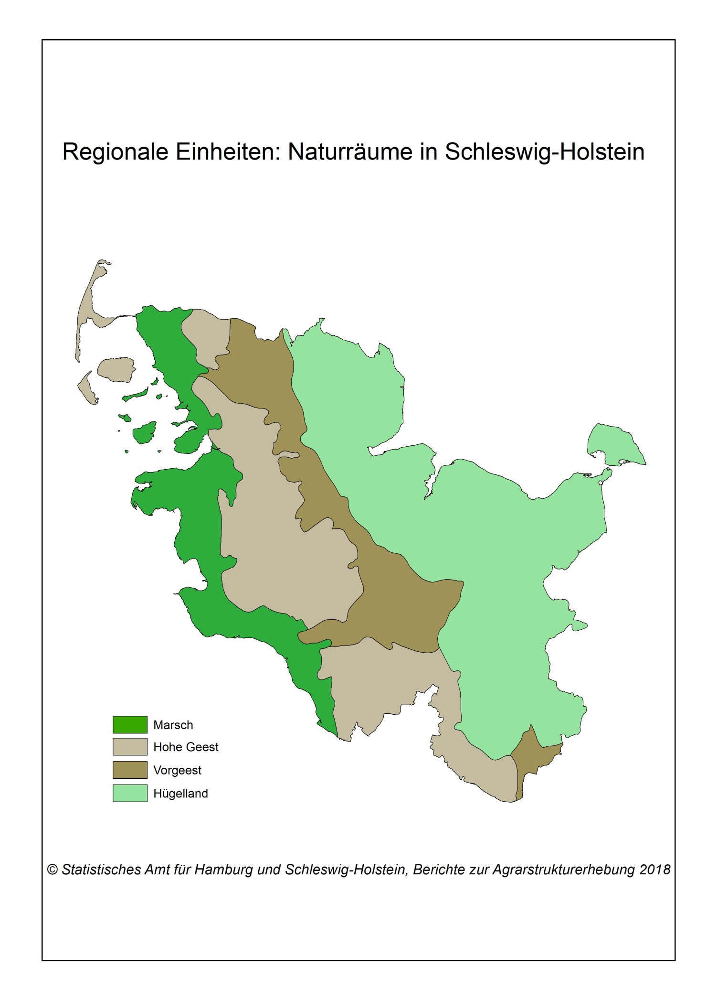 Regionale Einheiten: Naturräume in Schleswig-Holstein
Marsch
Hohe Geest
Vorgeest
Hügelland
© Statistisches Amt für Hamburg und Schleswig-Holstein, Berichte zur Agrarstrukturerhebung 2018